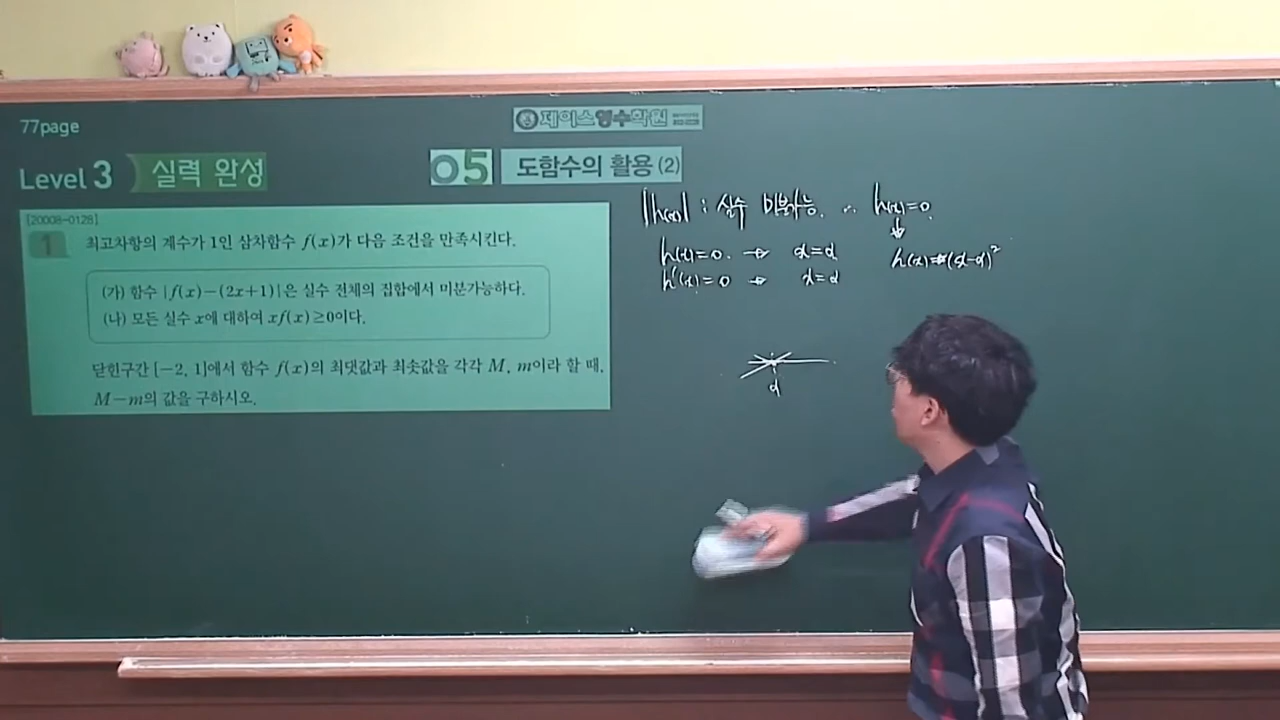 77page
제이스영수학원
Level 3 실력 완성
05 도함수의 활용 (2)
[20008-0128]
1 최고차항의 계수가 1인 삼차함수 f(x)가 다음 조건을 만족시킨다.
(가) 함수 |f(x)-(2x+1)|은 실수 전체의 집합에서 미분가능하다.
(나) 모든 실수 x에 대하여 xf(x)≥0이다.
닫힌구간 [-2, 1]에서 함수 f(x)의 최댓값과 최솟값을 각각 M, m이라 할 때,
M-m의 값을 구하시오.
|h(x)| : 실수 미분가능. ∴ h(x)=0.
h(x)=0. → x=α
h'(x)=0 → x=α
(x-α)²
α